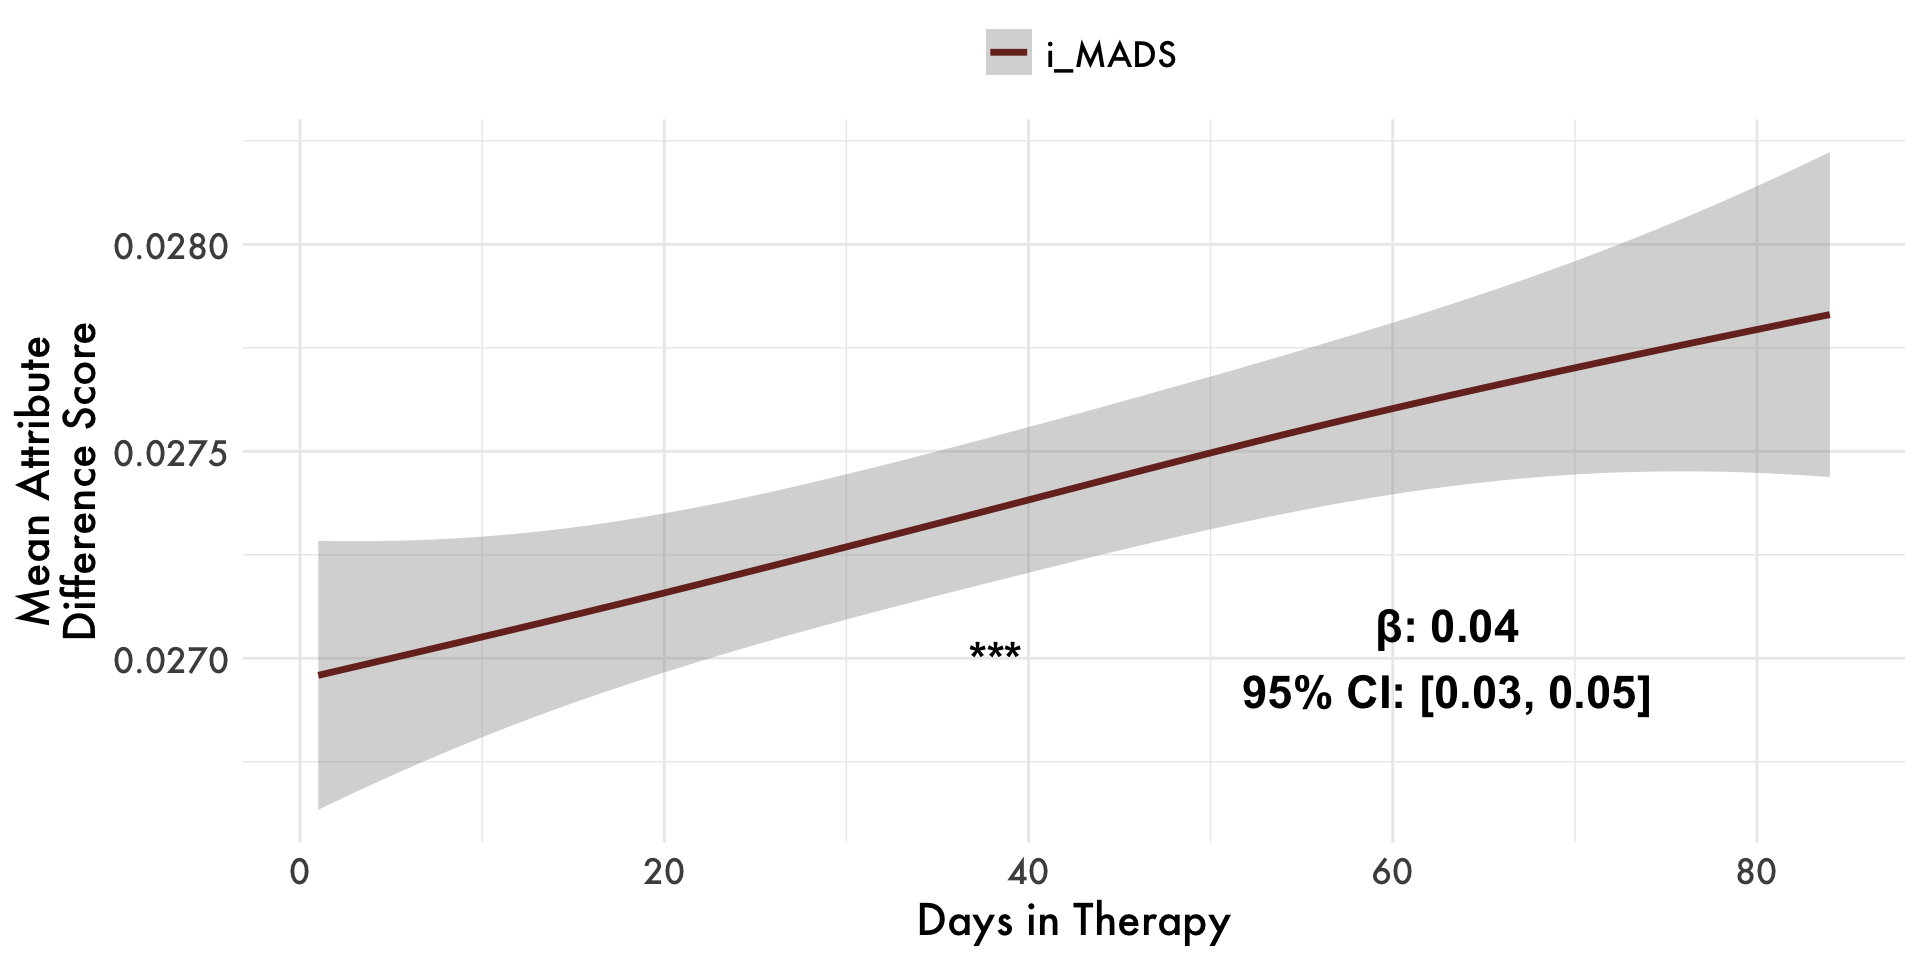 i_MADS
Mean Attribute
Difference Score
0.0280
0.0275
0.0270
***
β: 0.04
95% CI: [0.03, 0.05]
0
20
40
60
80
Days in Therapy